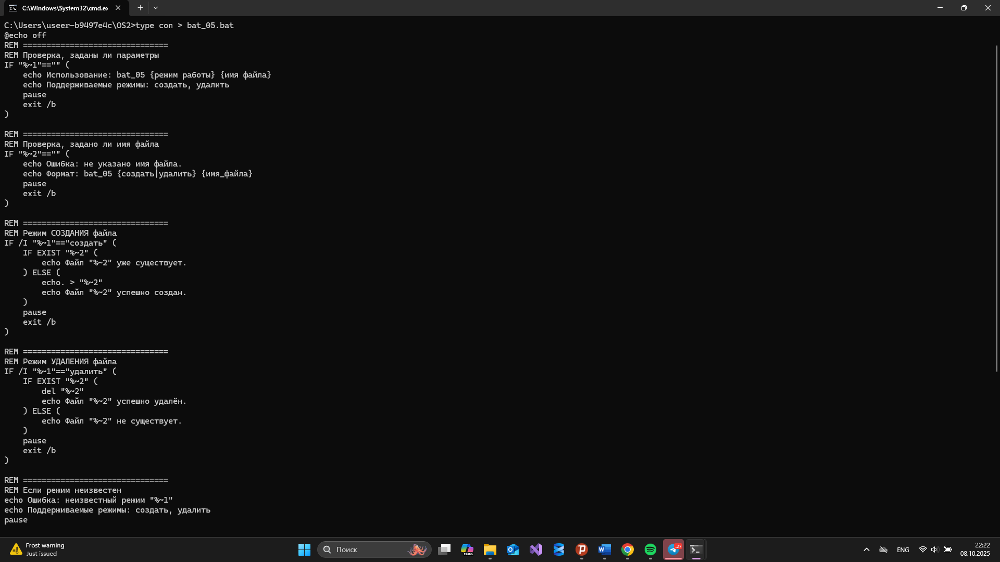 C:\Windows\System32\cmd.ex
C:\Users\useer-b9497e4c\OS2>type con > bat_05.bat
@echo off
REM ===============================
REM Проверка, заданы ли параметры
IF "%~1"=="" (
    echo Использование: bat_05 {режим работы} {имя файла}
    echo Поддерживаемые режимы: создать, удалить
    pause
    exit /b
)

REM ===============================
REM Проверка, задано ли имя файла
IF "%~2"=="" (
    echo Ошибка: не указано имя файла.
    echo Формат: bat_05 {создать|удалить} {имя_файла}
    pause
    exit /b
)

REM ===============================
REM Режим СОЗДАНИЯ файла
IF /I "%~1"=="создать" (
    IF EXIST "%~2" (
        echo Файл "%~2" уже существует.
    ) ELSE (
        echo. > "%~2"
        echo Файл "%~2" успешно создан.
    )
    pause
    exit /b
)

REM ===============================
REM Режим УДАЛЕНИЯ файла
IF /I "%~1"=="удалить" (
    IF EXIST "%~2" (
        del "%~2"
        echo Файл "%~2" успешно удалён.
    ) ELSE (
        echo Файл "%~2" не существует.
    )
    pause
    exit /b
)

REM ===============================
REM Если режим неизвестен
echo Ошибка: неизвестный режим "%~1"
echo Поддерживаемые режимы: создать, удалить
pause
Frost warning
Just issued
Поиск
M365
27
ENG
22:22
08.10.2025